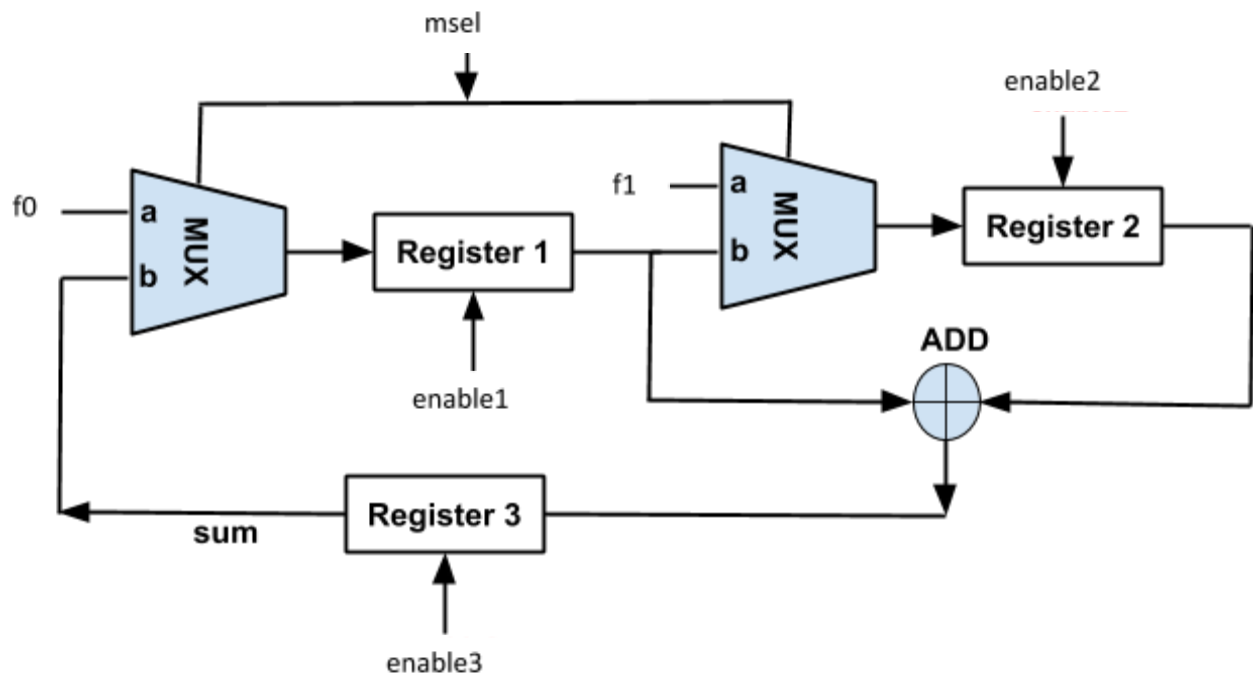 msel
enable2
f0
a
MUX
b
Register 1
enable1
f1
a
MUX
b
Register 2
ADD
Register 3
sum
enable3